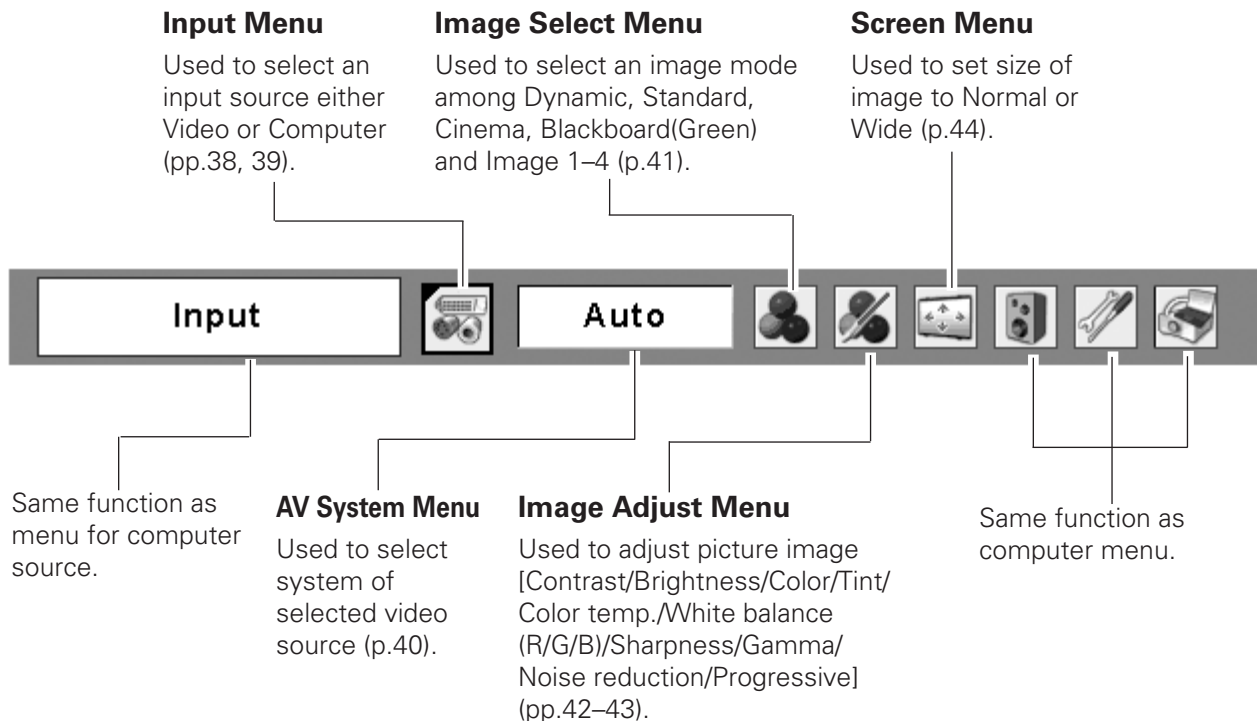 Input Menu
Used to select an
input source either
Video or Computer
(pp.38, 39).
Image Select Menu
Used to select an image mode
among Dynamic, Standard,
Cinema, Blackboard(Green)
and Image 1–4 (p.41).
Screen Menu
Used to set size of
image to Normal or
Wide (p.44).
Input
Auto
Same function as
menu for computer
source.
AV System Menu
Used to select
system of
selected video
source (p.40).
Image Adjust Menu
Used to adjust picture image
[Contrast/Brightness/Color/Tint/
Color temp./White balance
(R/G/B)/Sharpness/Gamma/
Noise reduction/Progressive]
(pp.42–43).
Same function as
computer menu.